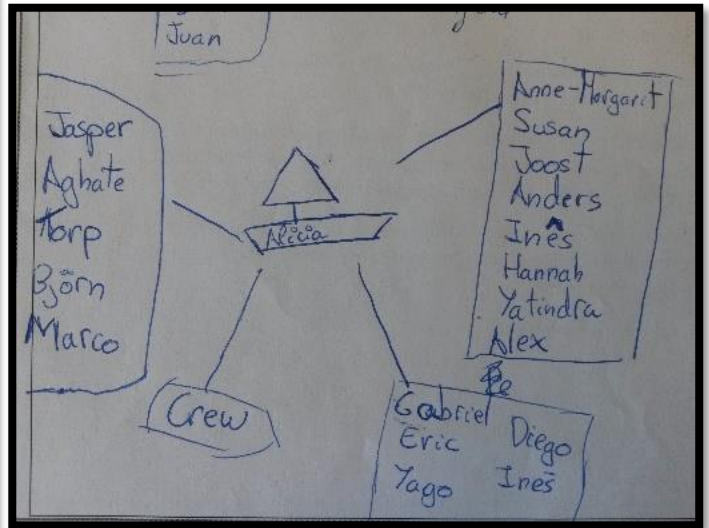 Juan
Jasper
Aghate
Torp
Björn
Marco
Alicia
Anne-Margarit
Susan
Joost
Anders
Inês
Hannah
Yatindra
Alex
Crew
Gabriel
Eric
Diego
Yago
Ines